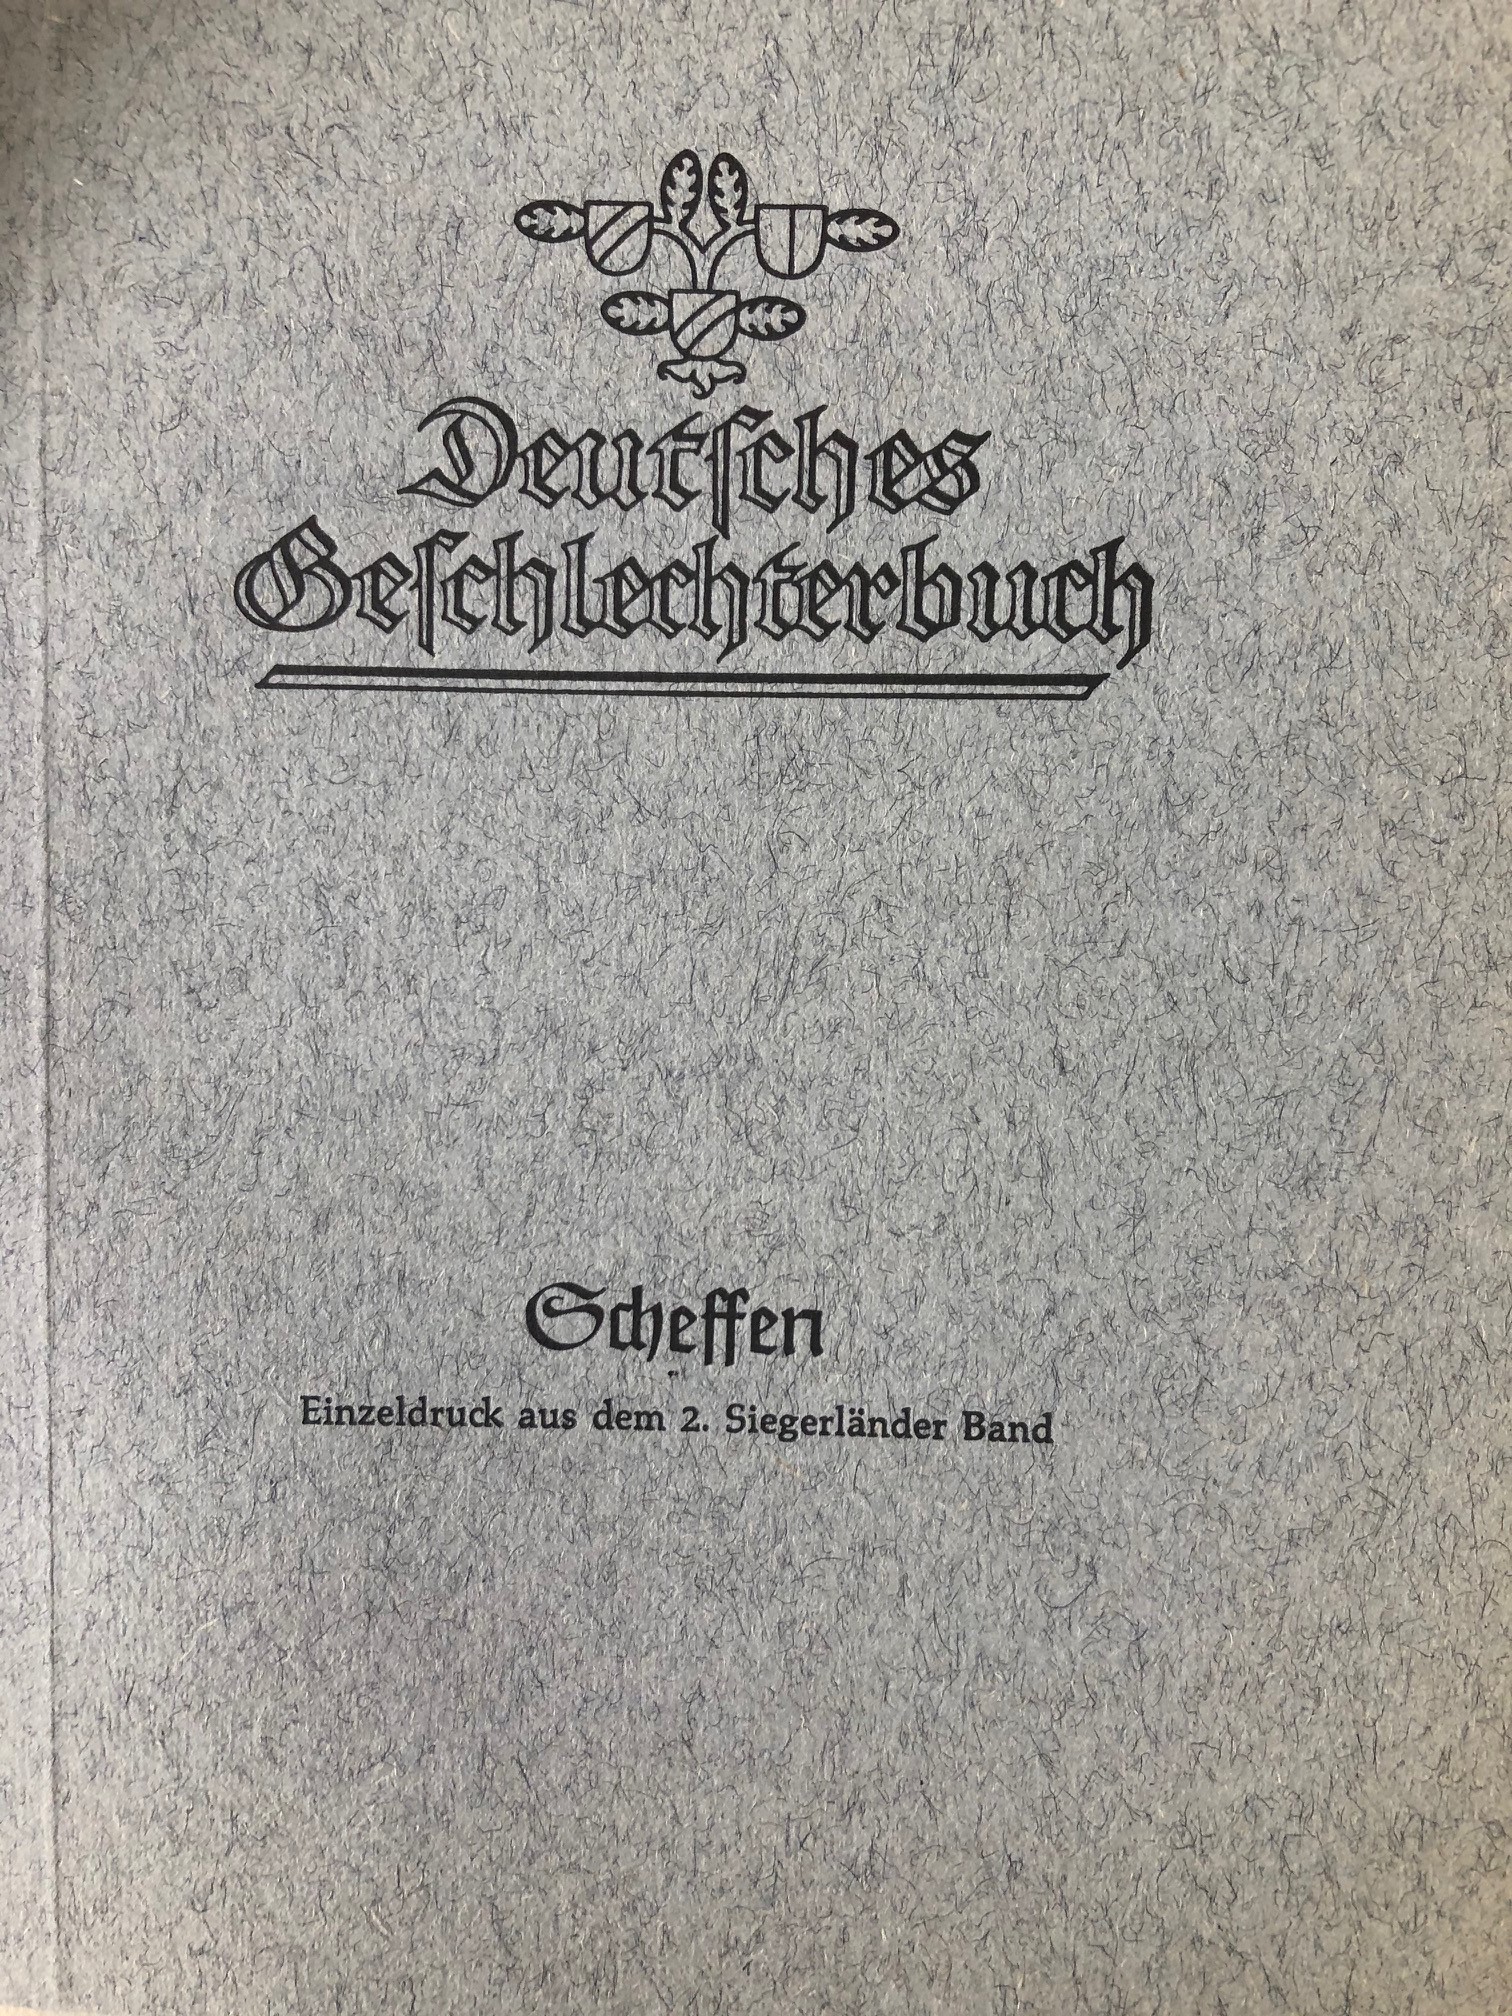 Deutſches
Geſchlechterbuch
Scheffen
Einzeldruck aus dem 2. Siegerländer Band